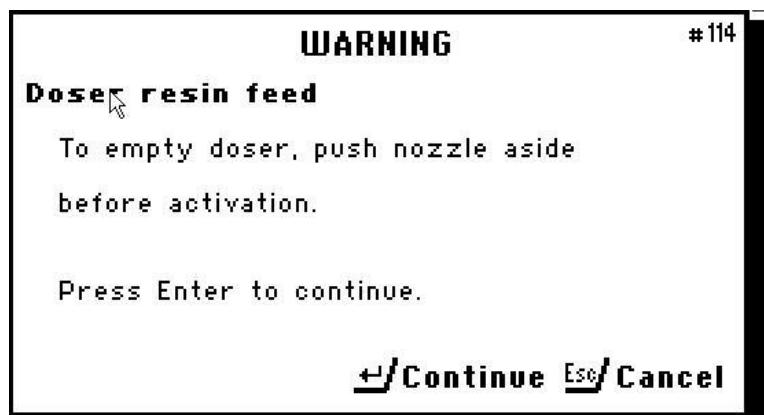 WARNING #114
Doser resin feed
To empty doser, push nozzle aside
before activation.
Press Enter to continue.
↵/Continue Esc/Cancel